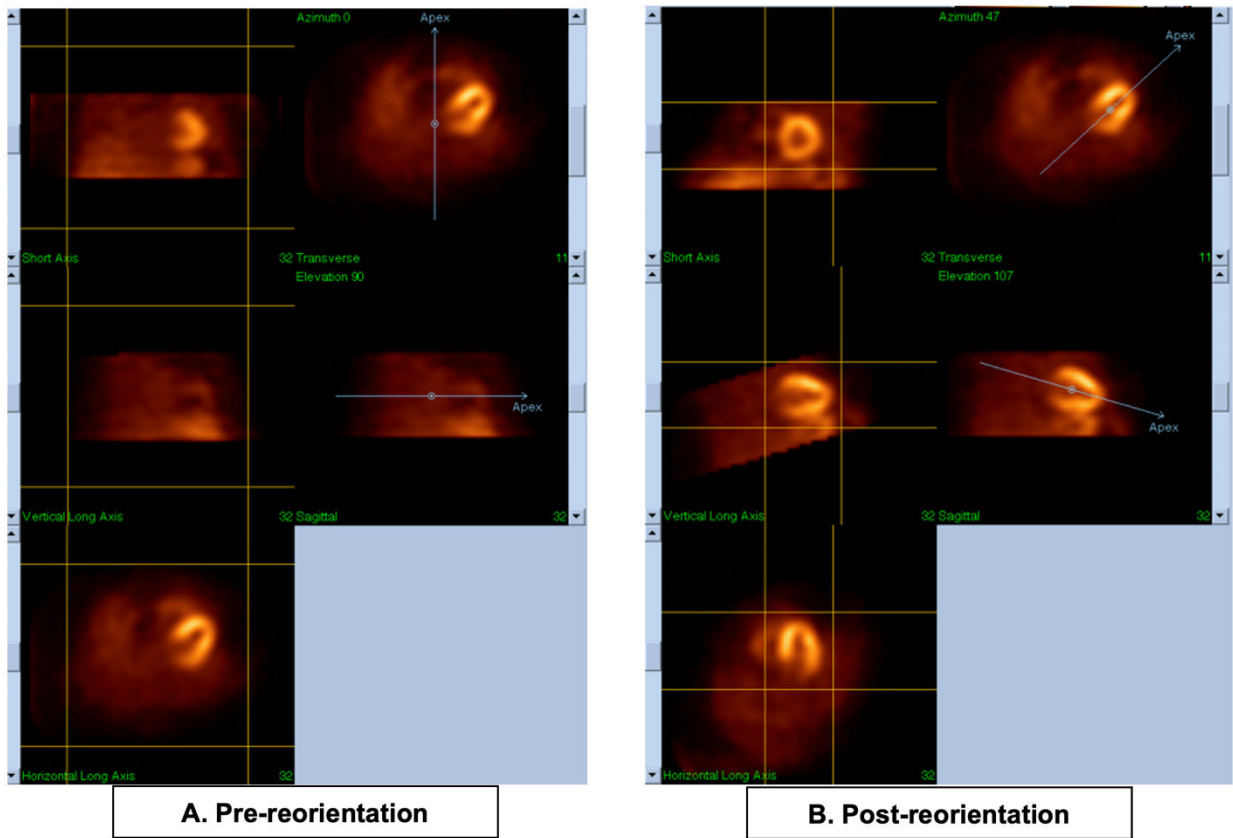 Azimuth 0
Apex
Short Axis 32
Transverse 11
Elevation 90
Apex
Vertical Long Axis 32
Sagittal 32
Horizontal Long Axis 32
A. Pre-reorientation
Azimuth 47
Apex
Short Axis 32
Transverse 11
Elevation 107
Apex
Vertical Long Axis 32
Sagittal 32
Horizontal Long Axis 32
B. Post-reorientation